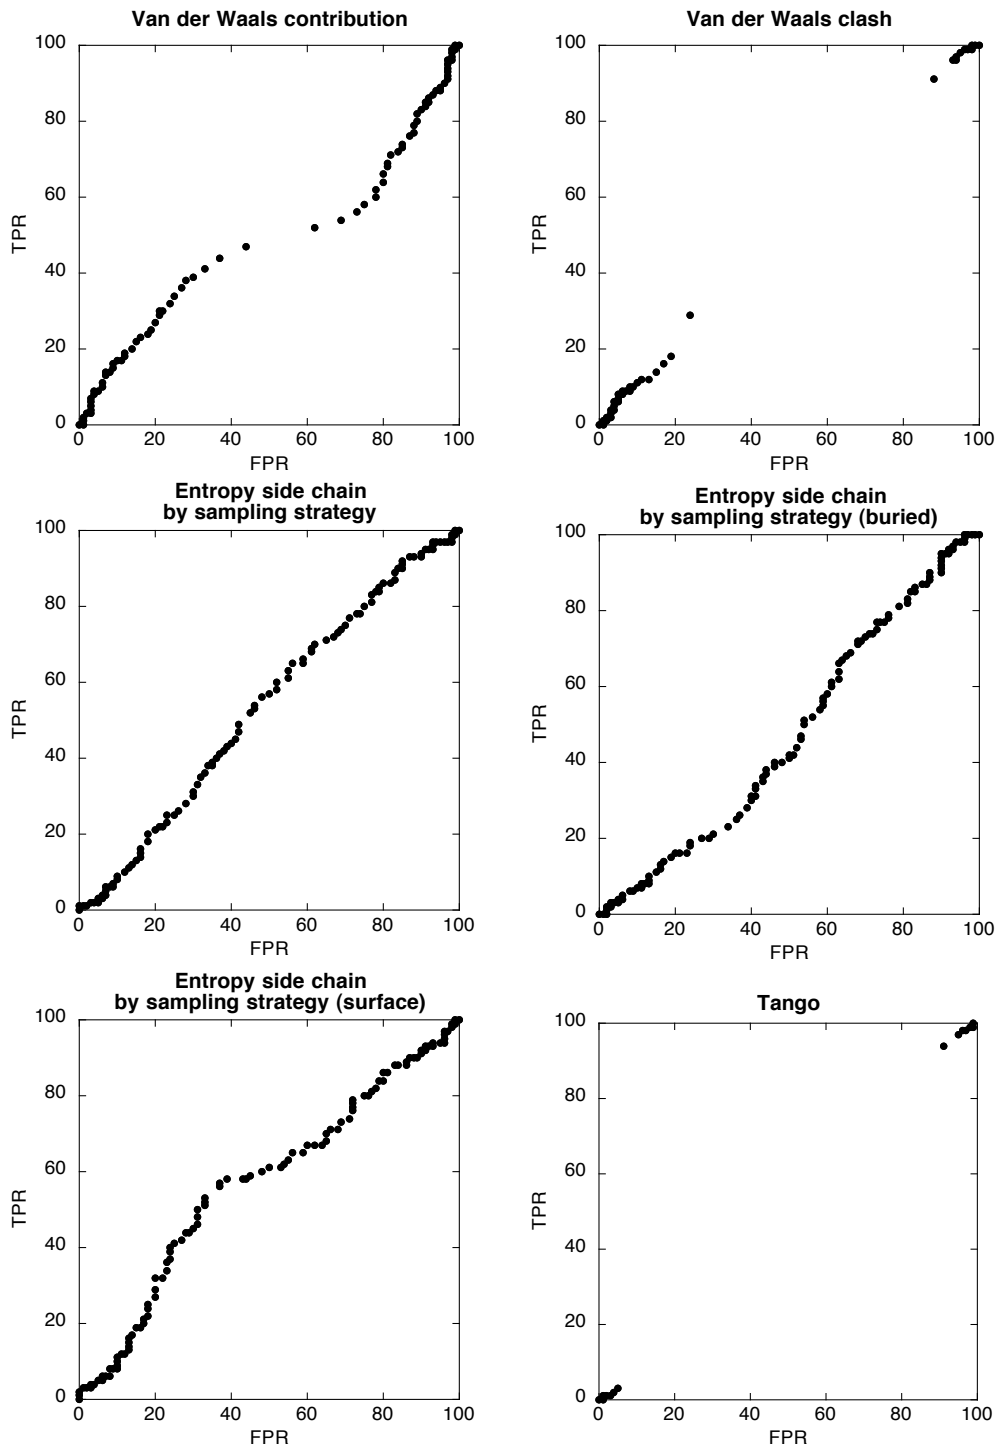 Van der Waals contribution
100
80
60
40
20
0
TPR
0 20 40 60 80 100
FPR
Van der Waals clash
100
80
60
40
20
0
TPR
0 20 40 60 80 100
FPR
Entropy side chain
by sampling strategy
100
80
60
40
20
0
TPR
0 20 40 60 80 100
FPR
Entropy side chain
by sampling strategy (buried)
100
80
60
40
20
0
TPR
0 20 40 60 80 100
FPR
Entropy side chain
by sampling strategy (surface)
100
80
60
40
20
0
TPR
0 20 40 60 80 100
FPR
Tango
100
80
60
40
20
0
TPR
0 20 40 60 80 100
FPR